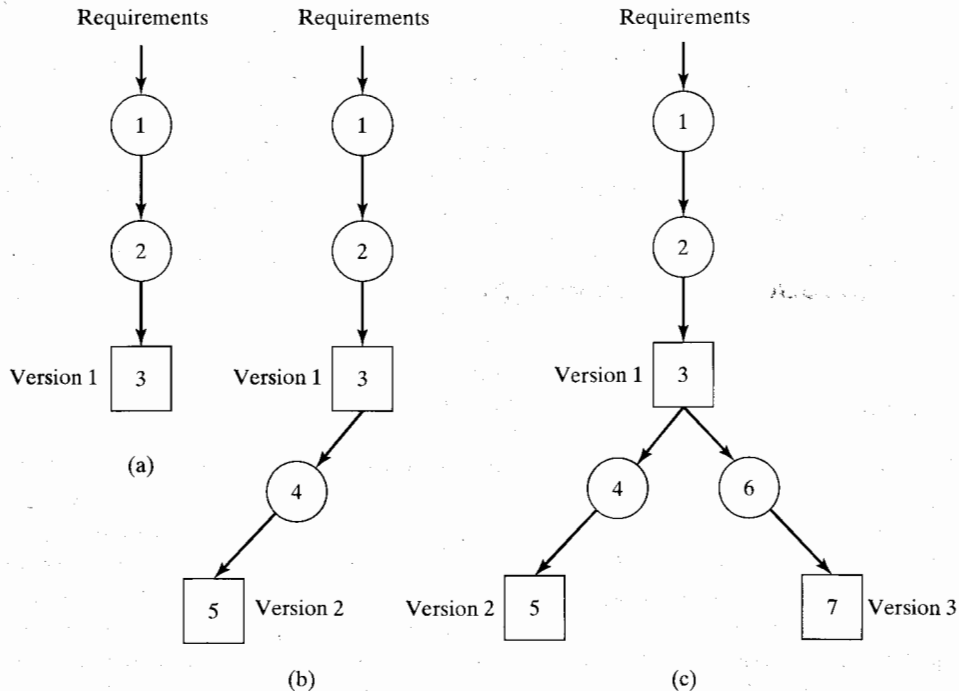 Requirements
1
2
Version 1 3
(a)
Requirements
1
2
Version 1 3
4
5 Version 2
(b)
Requirements
1
2
Version 1 3
4 6
Version 2 5 7 Version 3
(c)